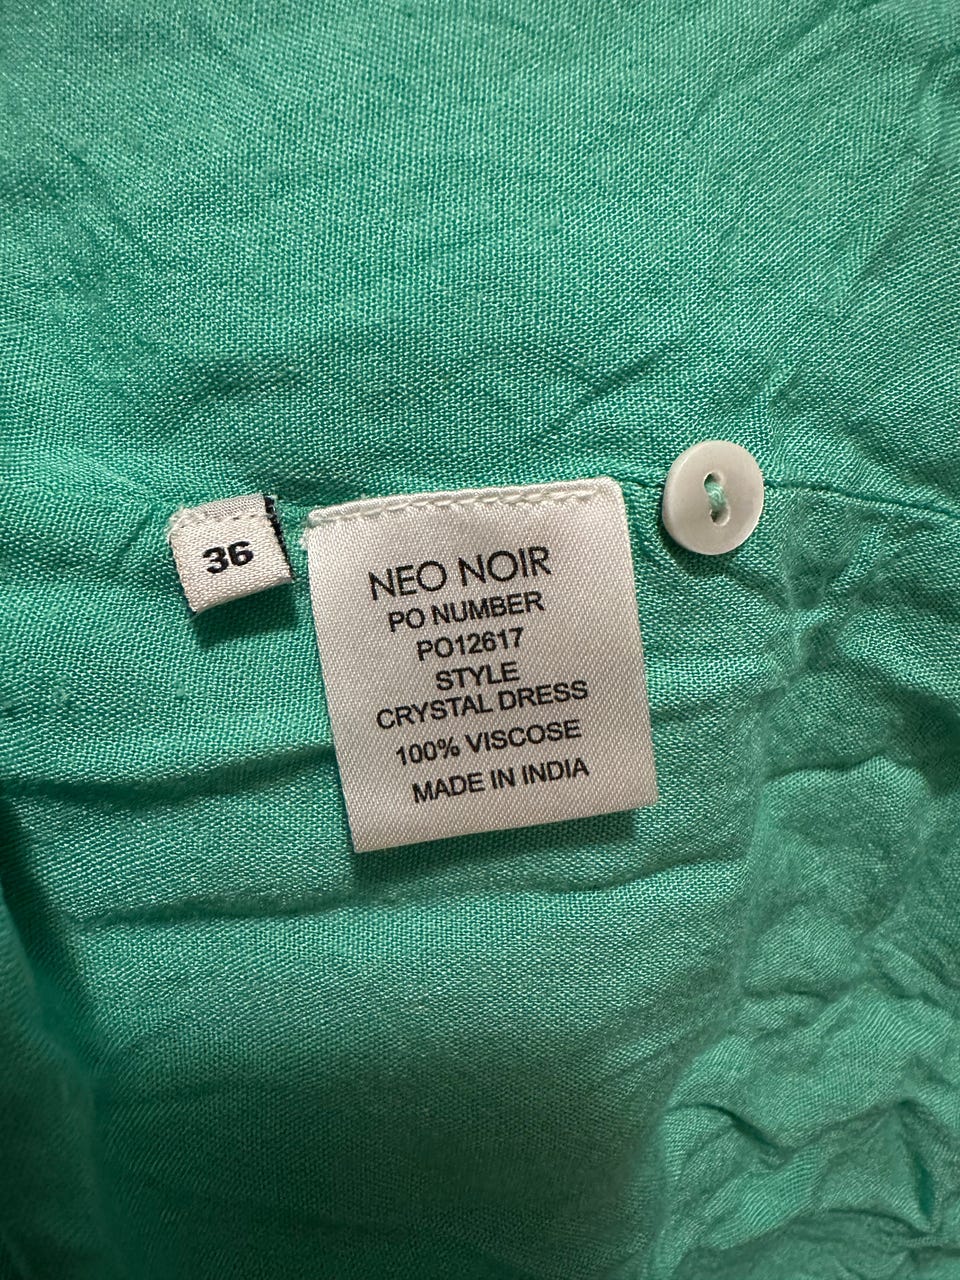 36
NEO NOIR
PO NUMBER
PO12617
STYLE
CRYSTAL DRESS
100% VISCOSE
MADE IN INDIA